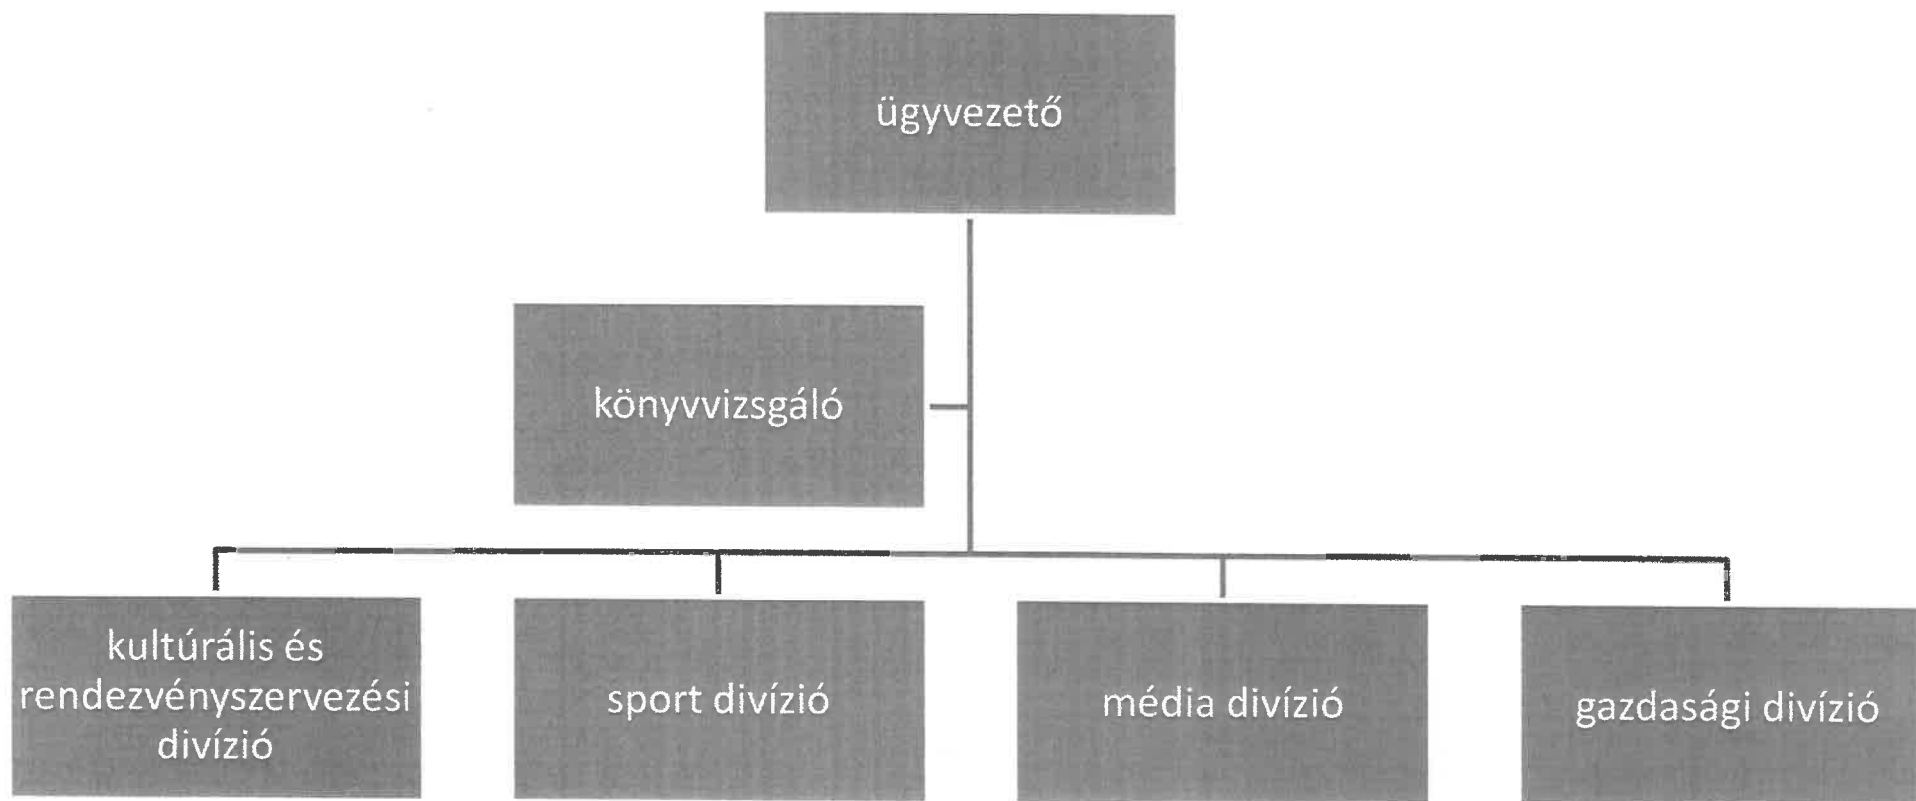 ügyvezető
könyvvizsgáló
kultúrális és
rendezvényszervezési
divízió
sport divízió
média divízió
gazdasági divízió